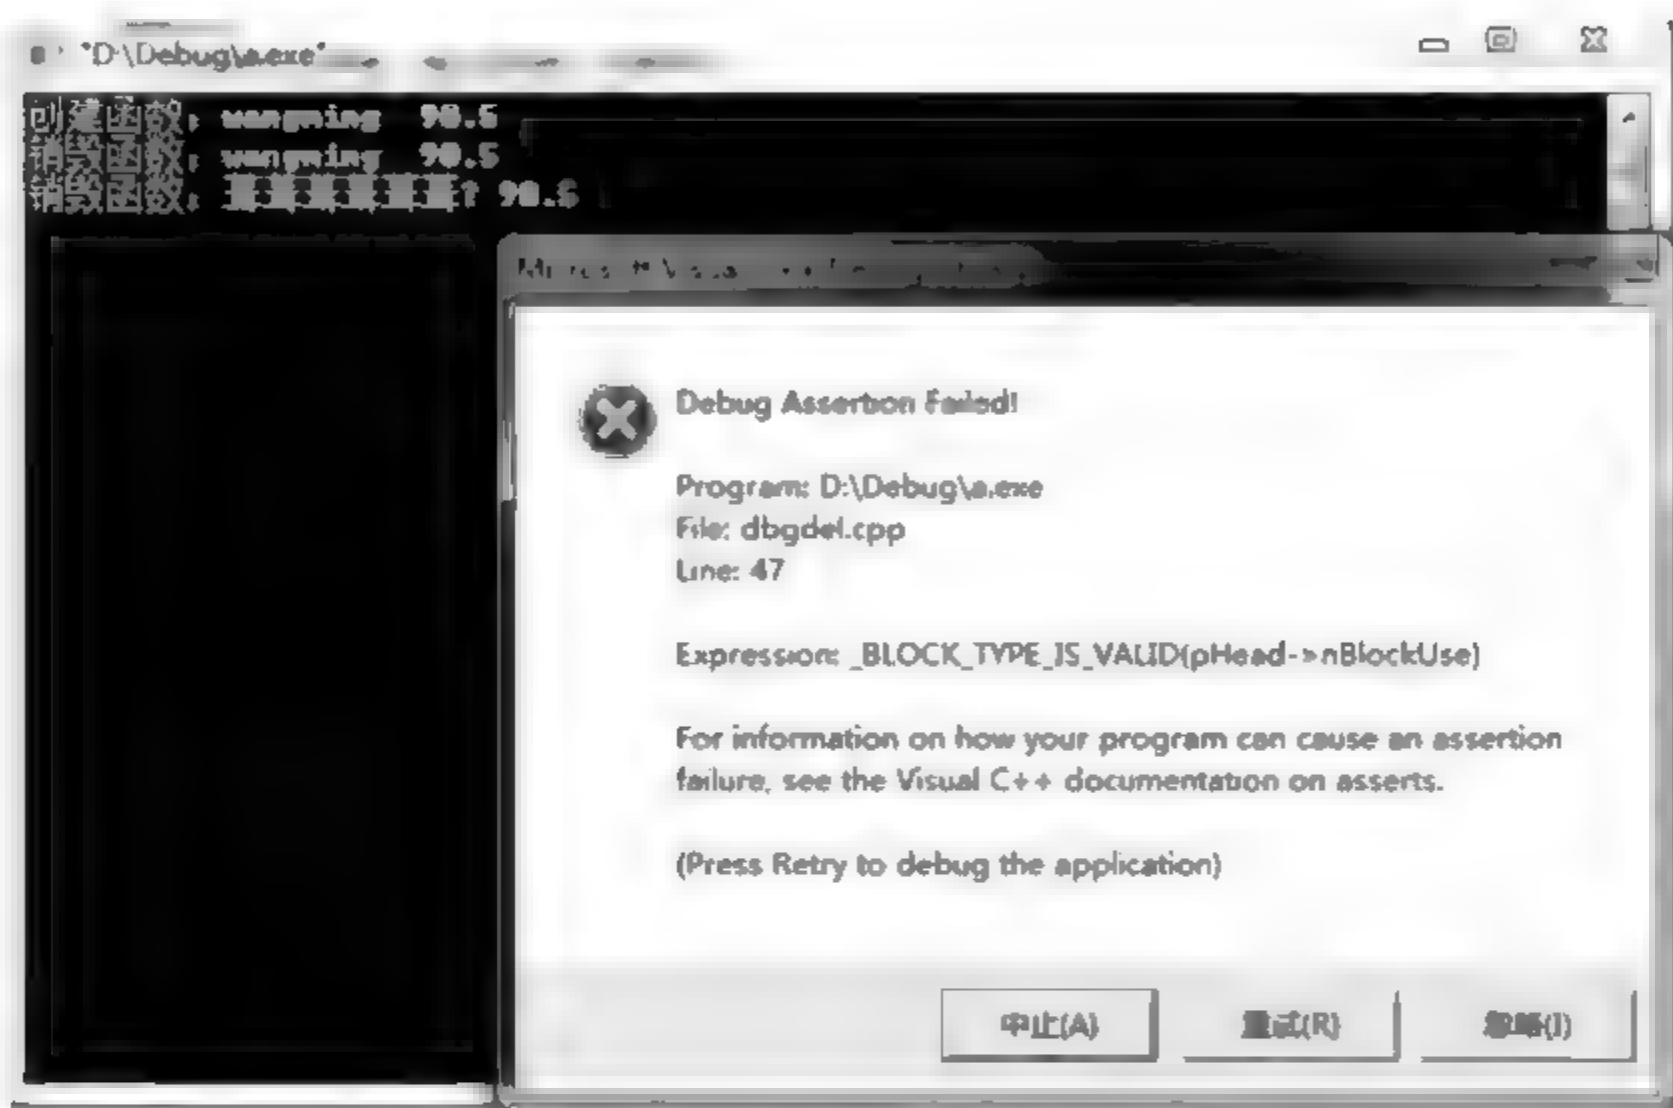 "D:\Debug\a.exe"
创建函数: wangming 90.5
销毁函数: wangming 90.5
销毁函数: ? 90.5
Debug Assertion Failed!
Program: D:\Debug\a.exe
File: dbgdel.cpp
Line: 47
Expression: _BLOCK_TYPE_IS_VALID(pHead->nBlockUse)
For information on how your program can cause an assertion
failure, see the Visual C++ documentation on asserts.
(Press Retry to debug the application)
中止(A) 重试(R) 忽略(I)